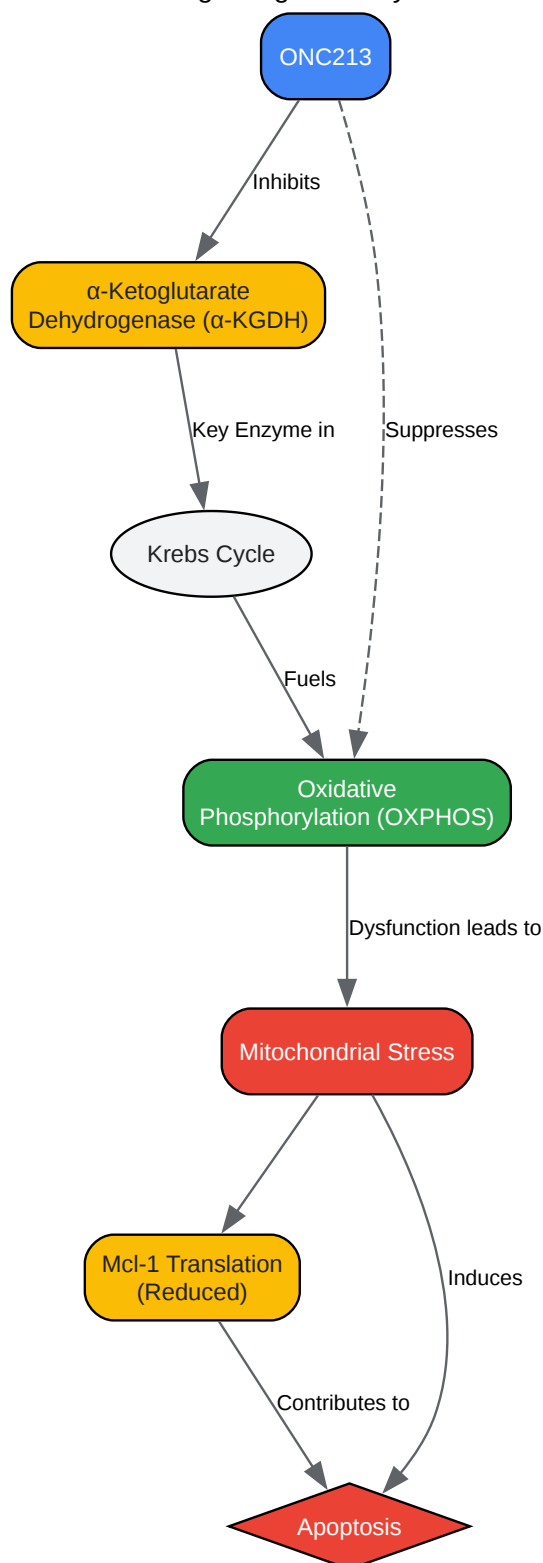 ONC213
Inhibits
α-Ketoglutarate
Dehydrogenase (α-KGDH)
Key Enzyme in
Suppresses
Krebs Cycle
Fuels
Oxidative
Phosphorylation (OXPHOS)
Dysfunction leads to
Mitochondrial Stress
Mcl-1 Translation
(Reduced)
Induces
Contributes to
Apoptosis